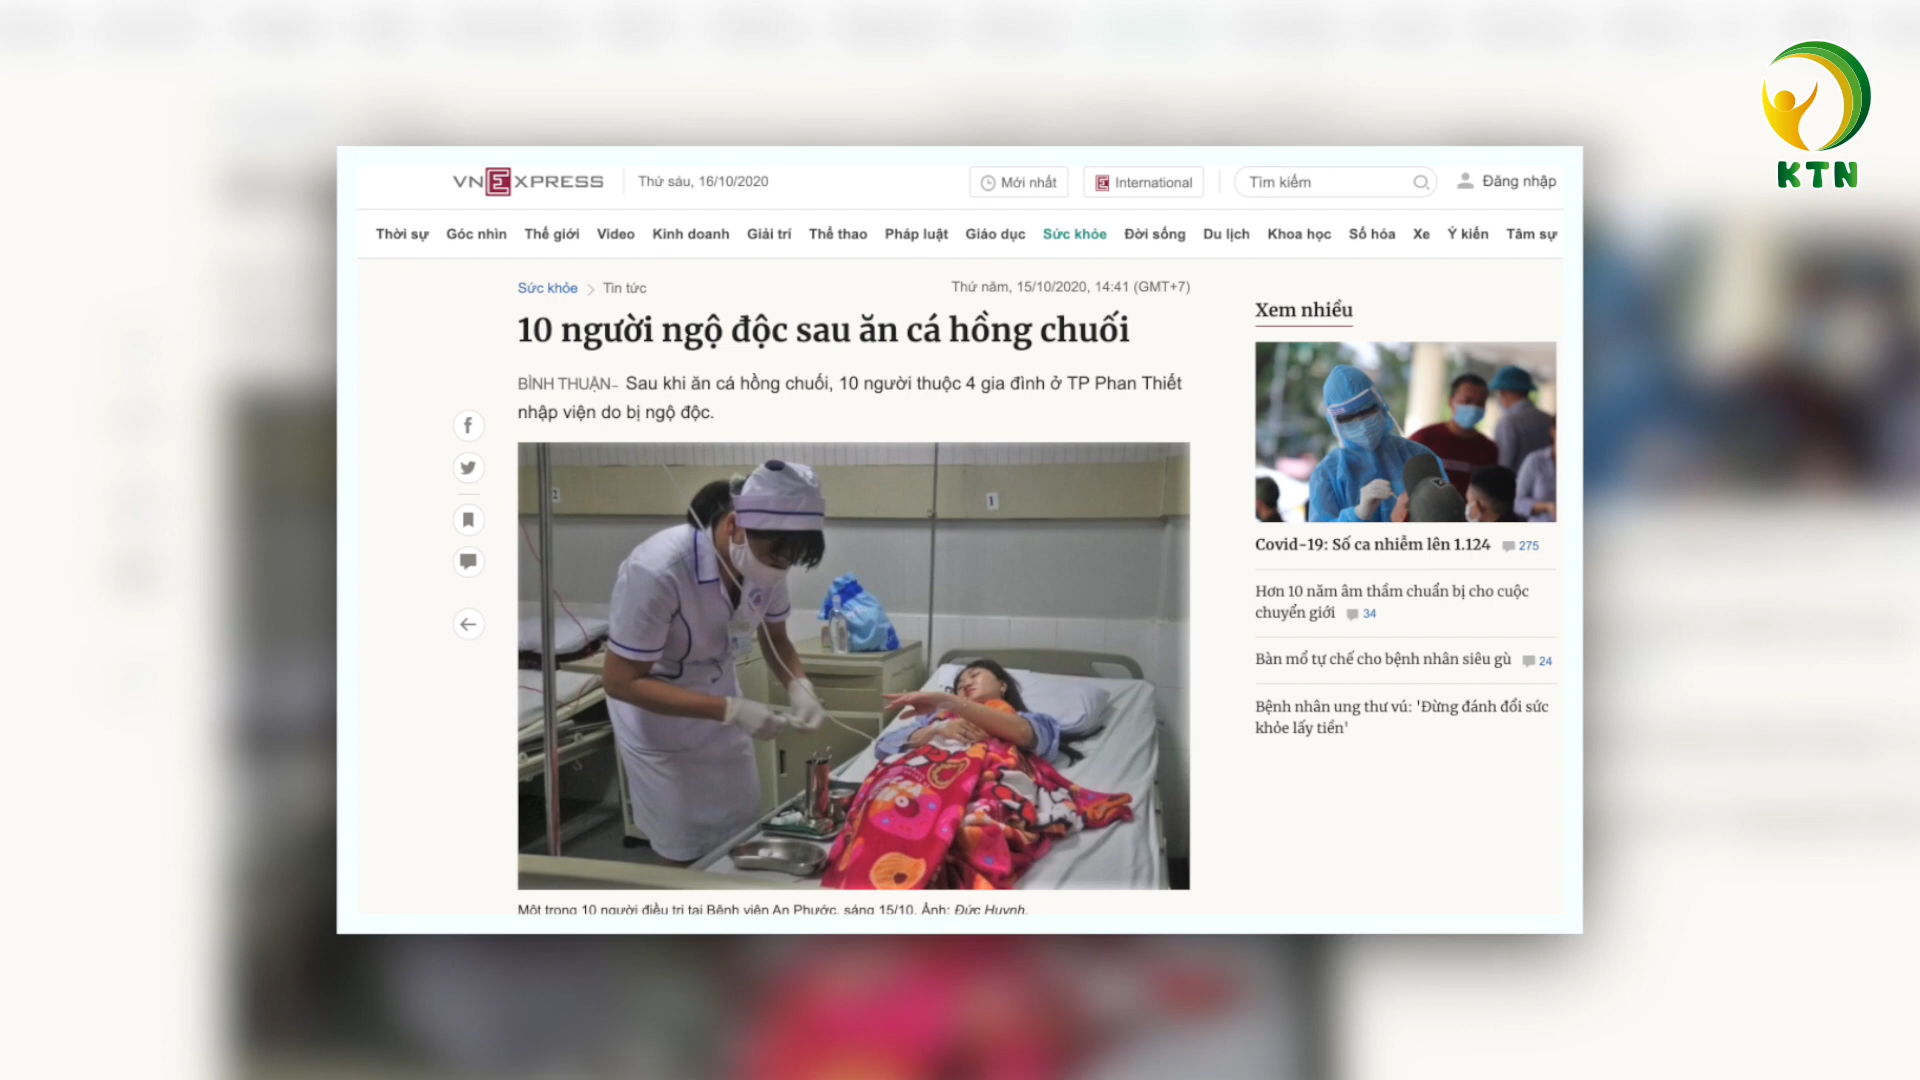 KTN
VNEXPRESS
Thứ sáu, 16/10/2020
Mới nhất
International
Tìm kiếm
Đăng nhập
Thời sự Góc nhìn Thế giới Video Kinh doanh Giải trí Thể thao Pháp luật Giáo dục Sức khỏe Đời sống Du lịch Khoa học Số hóa Xe Ý kiến Tâm sự
Sức khỏe > Tin tức
Thứ năm, 15/10/2020, 14:41 (GMT+7)
10 người ngộ độc sau ăn cá hồng chuối
BÌNH THUẬN– Sau khi ăn cá hồng chuối, 10 người thuộc 4 gia đình ở TP Phan Thiết
nhập viện do bị ngộ độc.
2
1
Một trong 10 người điều trị tại Bệnh viện An Phước, sáng 15/10. Ảnh: Đức Huynh.
Xem nhiều
Covid-19: Số ca nhiễm lên 1.124 275
Hơn 10 năm âm thầm chuẩn bị cho cuộc
chuyển giới 34
Bàn mổ tự chế cho bệnh nhân siêu gù 24
Bệnh nhân ung thư vú: 'Đừng đánh đổi sức
khỏe lấy tiền'